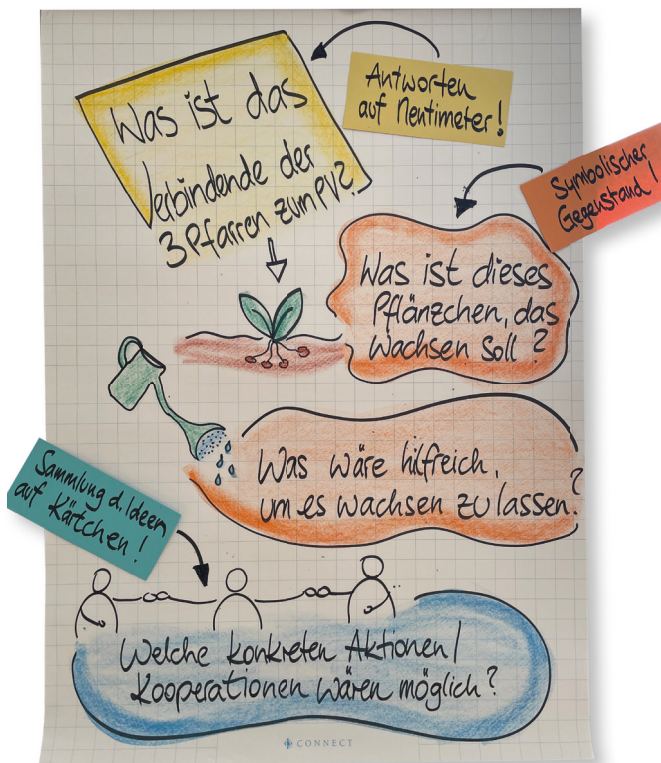 Was ist das
Verbindende der
3 Pfarren zum PV?
Antworten
auf Mentimeter!
Symbolischer
Gegenstand!
Was ist dieses
Pflänzchen, das
wachsen soll?
Was wäre hilfreich,
um es wachsen zu lassen?
Sammlung d. Ideen
auf Kärtchen!
Welche konkreten Aktionen/
Kooperationen wären möglich?
CONNECT